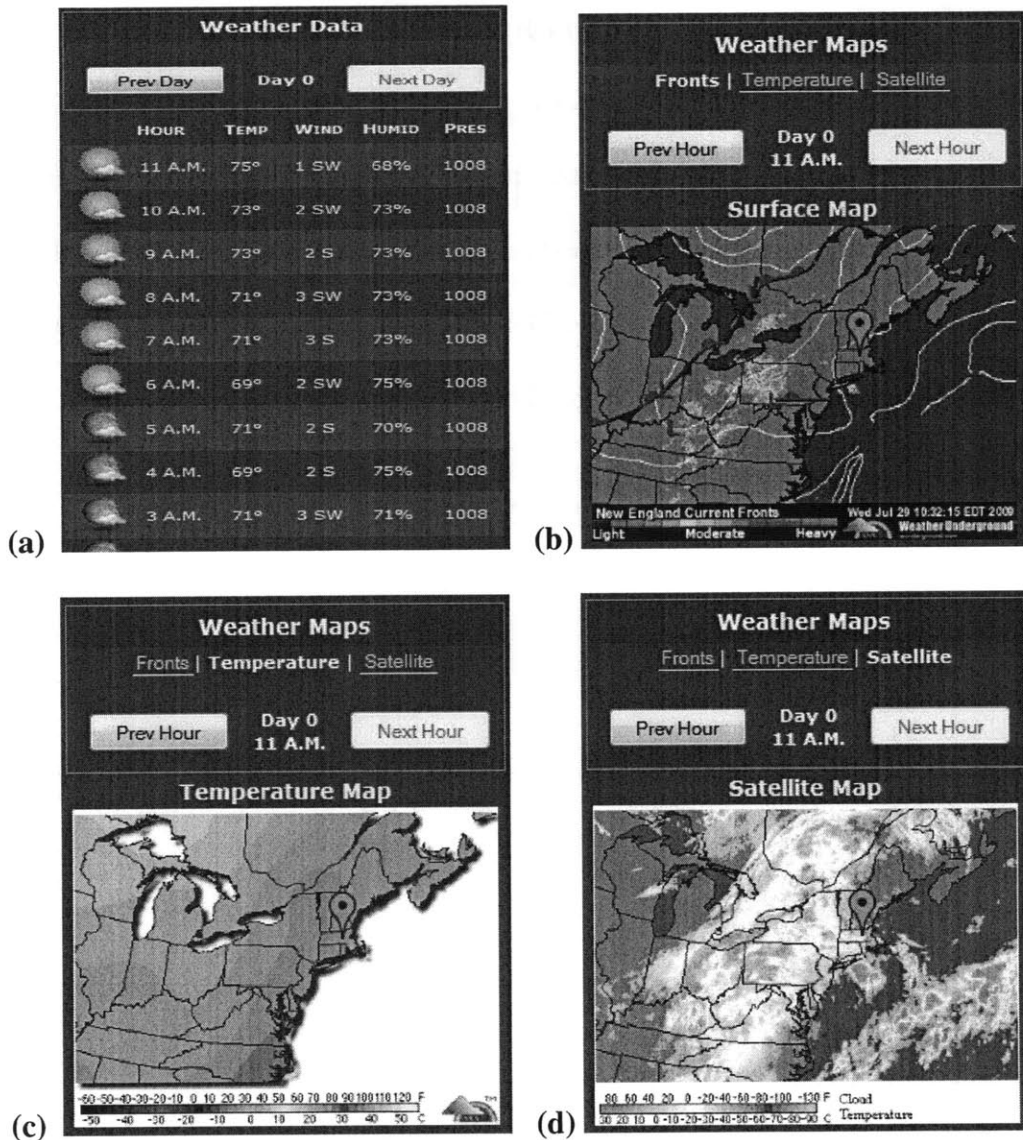 Weather Data
Prev Day Day 0 Next Day
HOUR TEMP WIND HUMID PRES
11 A.M. 75° 1 SW 68% 1008
10 A.M. 73° 2 SW 73% 1008
9 A.M. 73° 2 S 73% 1008
8 A.M. 71° 3 SW 73% 1008
7 A.M. 71° 3 S 73% 1008
6 A.M. 69° 2 SW 75% 1008
5 A.M. 71° 2 S 70% 1008
4 A.M. 69° 2 S 75% 1008
3 A.M. 71° 3 SW 71% 1008
(a)
Weather Maps
Fronts | Temperature | Satellite
Prev Hour Day 0 11 A.M. Next Hour
Surface Map
New England Current Fronts Wed Jul 29 10:32:15 EDT 2009
Light Moderate Heavy Weather Underground
(b)
Weather Maps
Fronts | Temperature | Satellite
Prev Hour Day 0 11 A.M. Next Hour
Temperature Map
-60 -50 -40 -30 -20 -10 0 10 20 30 40 50 60 70 80 90 100 110 120 F
-50 -40 -30 -20 -10 0 10 20 30 40 50 C
(c)
Weather Maps
Fronts | Temperature | Satellite
Prev Hour Day 0 11 A.M. Next Hour
Satellite Map
80 60 40 20 0 -20 -40 -60 -80 -100 -130 F Cloud
30 20 10 0 -10 -20 -30 -40 -50 -60 -70 -80 -90 C Temperature
(d)